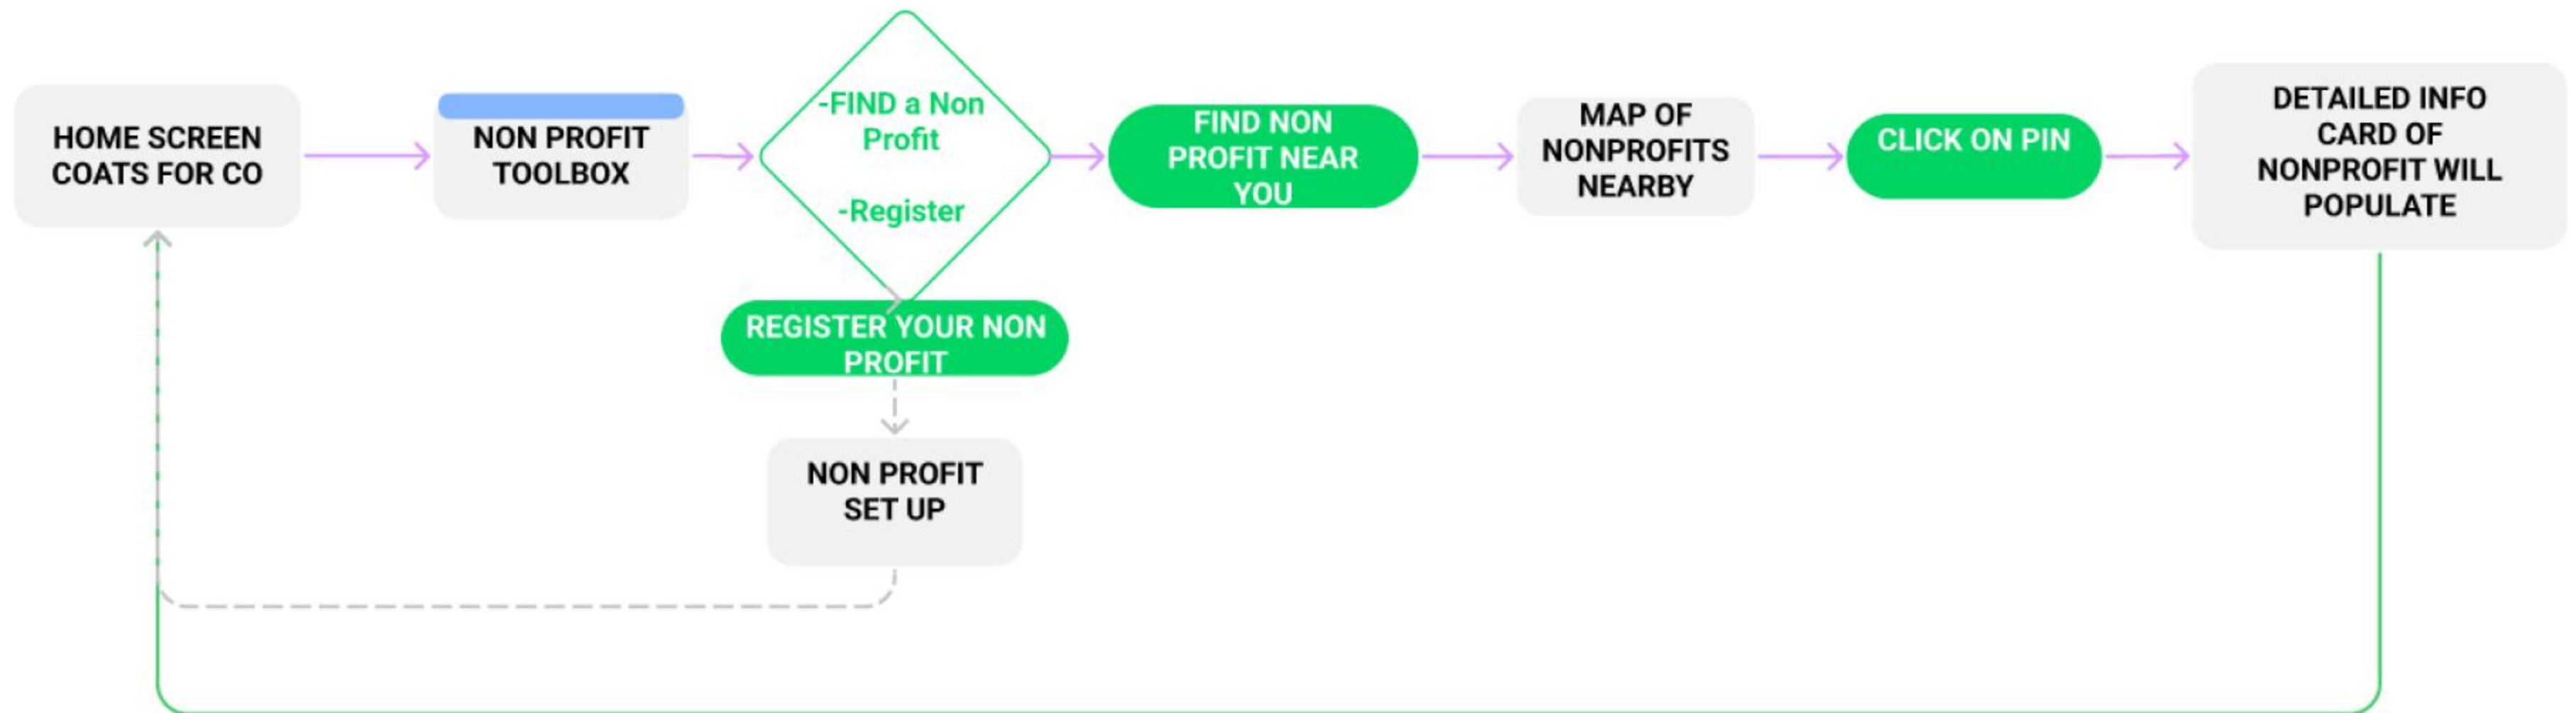 HOME SCREEN
COATS FOR CO
NON PROFIT
TOOLBOX
-FIND a Non
Profit
-Register
FIND NON
PROFIT NEAR
YOU
MAP OF
NONPROFITS
NEARBY
CLICK ON PIN
DETAILED INFO
CARD OF
NONPROFIT WILL
POPULATE
REGISTER YOUR NON
PROFIT
NON PROFIT
SET UP